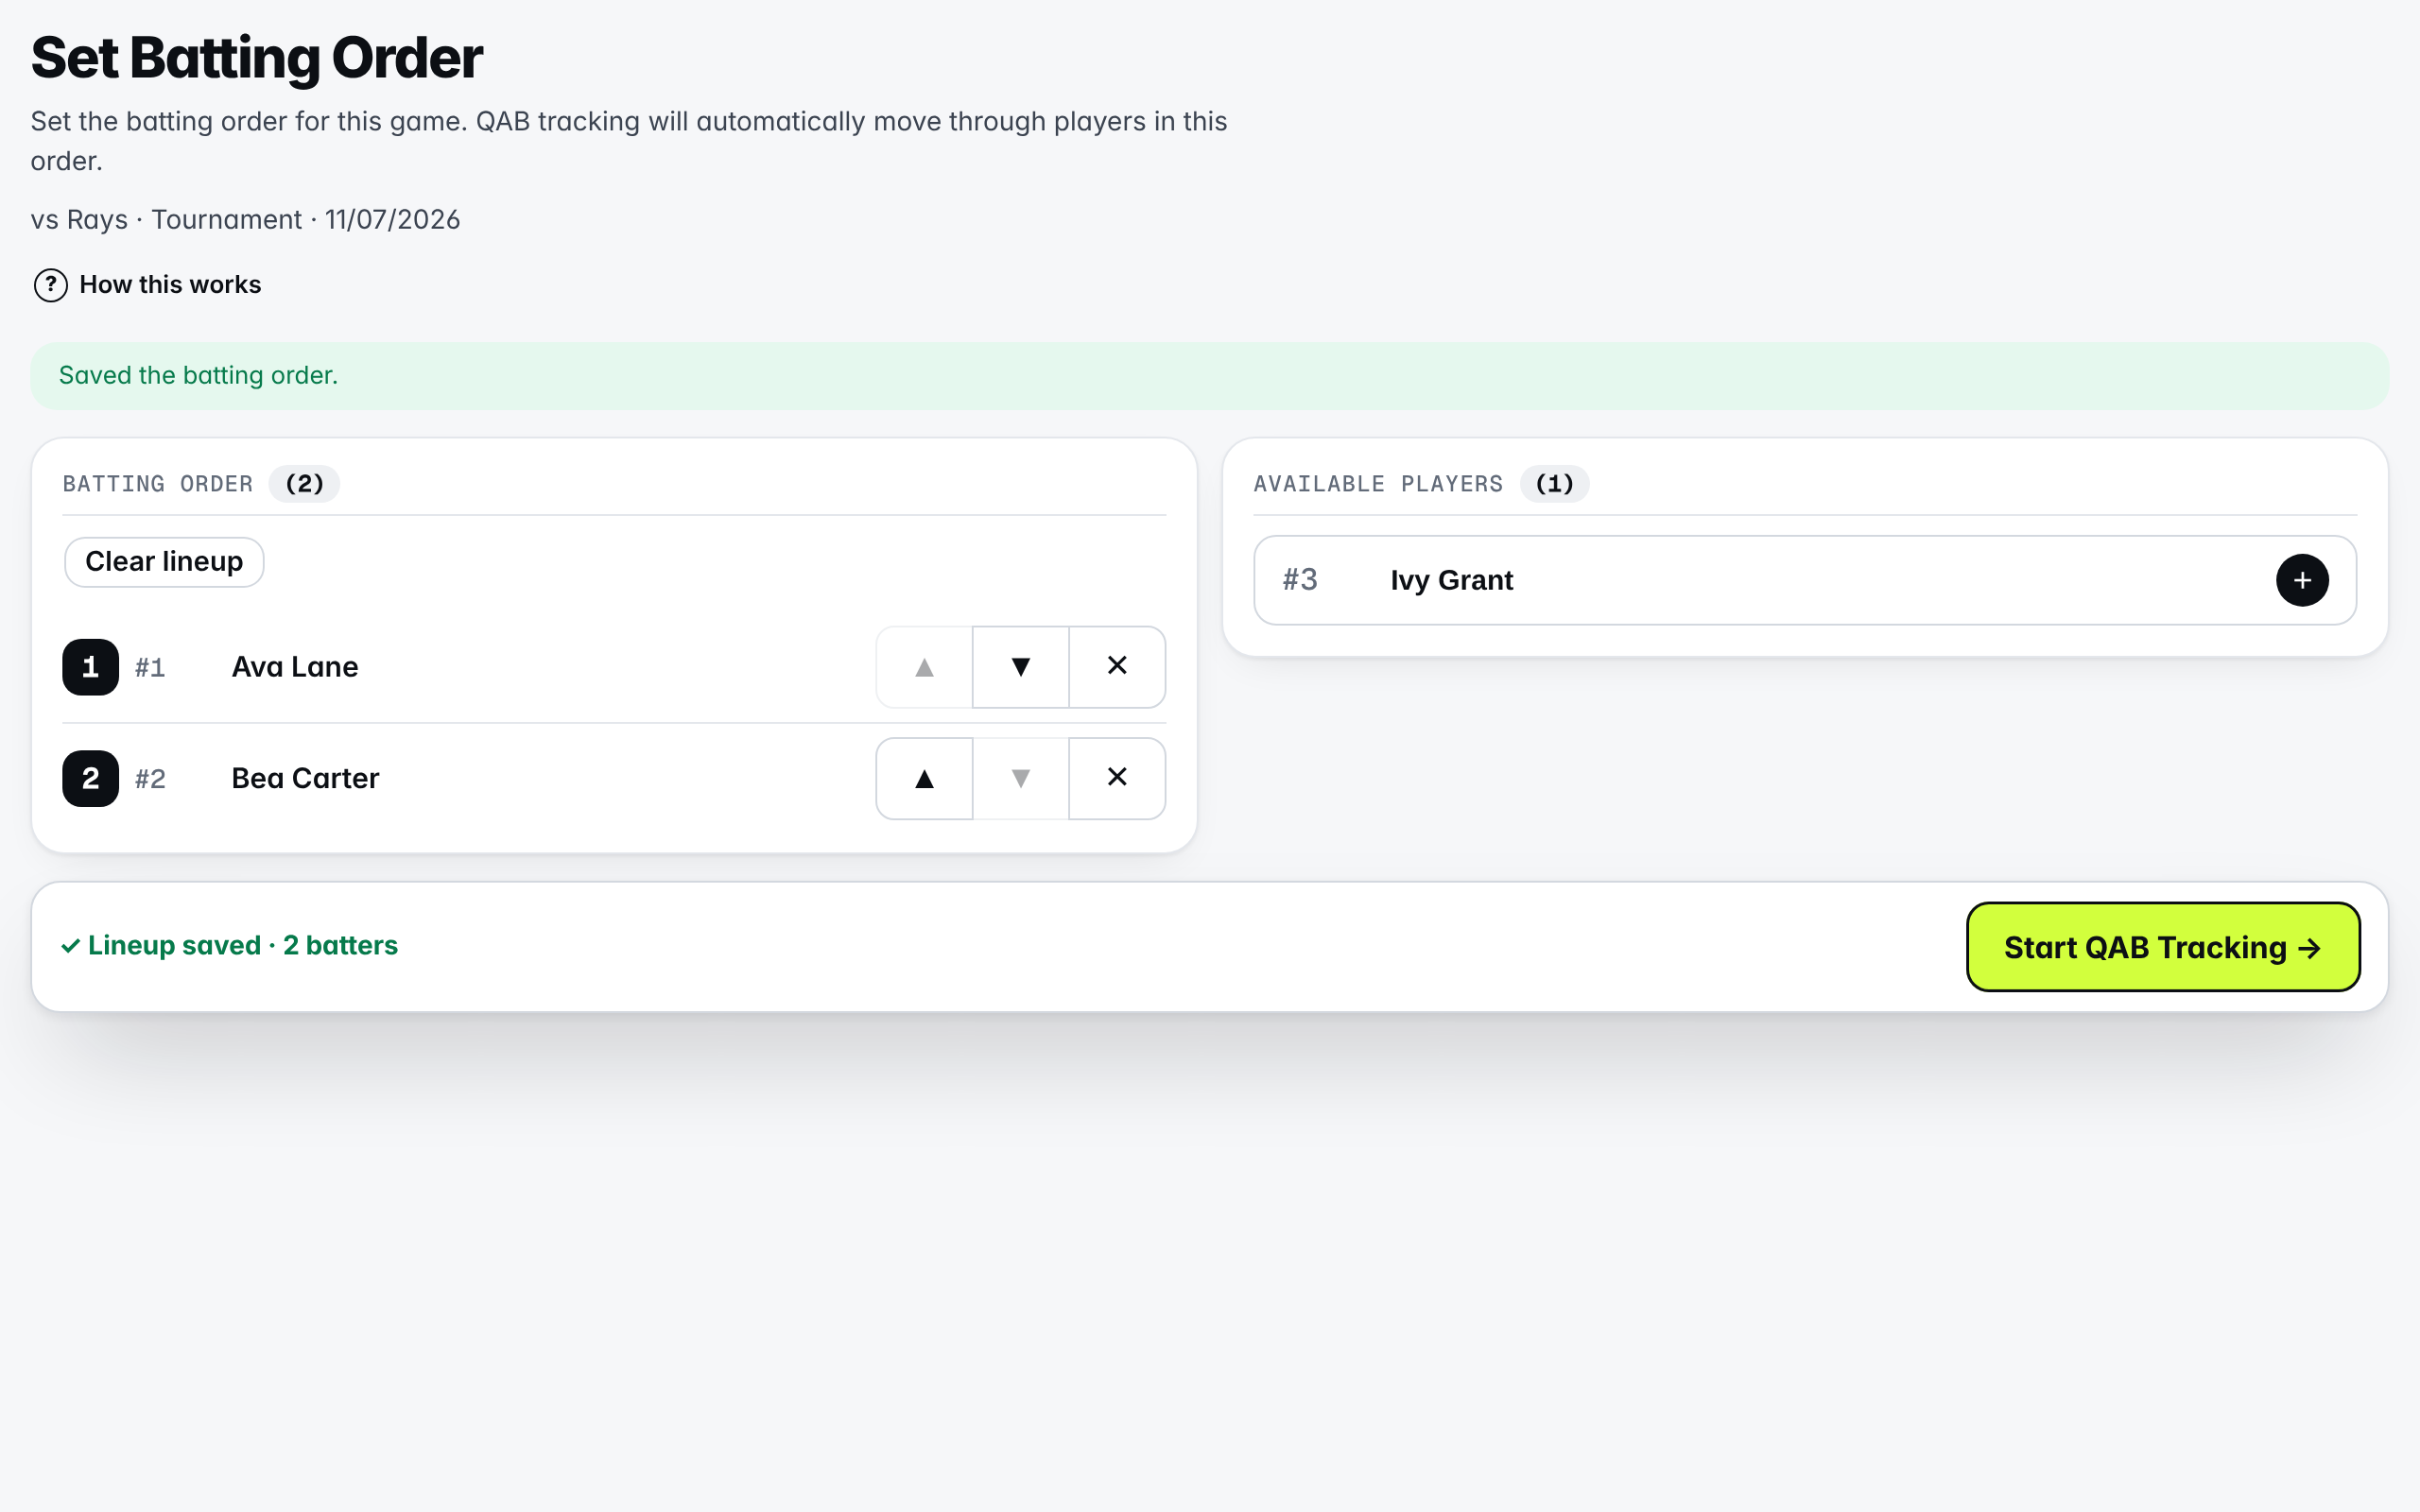 Set Batting Order
Set the batting order for this game. QAB tracking will automatically move through players in this
order.
vs Rays · Tournament · 11/07/2026
? How this works
Saved the batting order.
BATTING ORDER (2)
Clear lineup
1 #1 Ava Lane ▲ ▼ ✕
2 #2 Bea Carter ▲ ▼ ✕
AVAILABLE PLAYERS (1)
#3 Ivy Grant +
✓ Lineup saved · 2 batters
Start QAB Tracking →